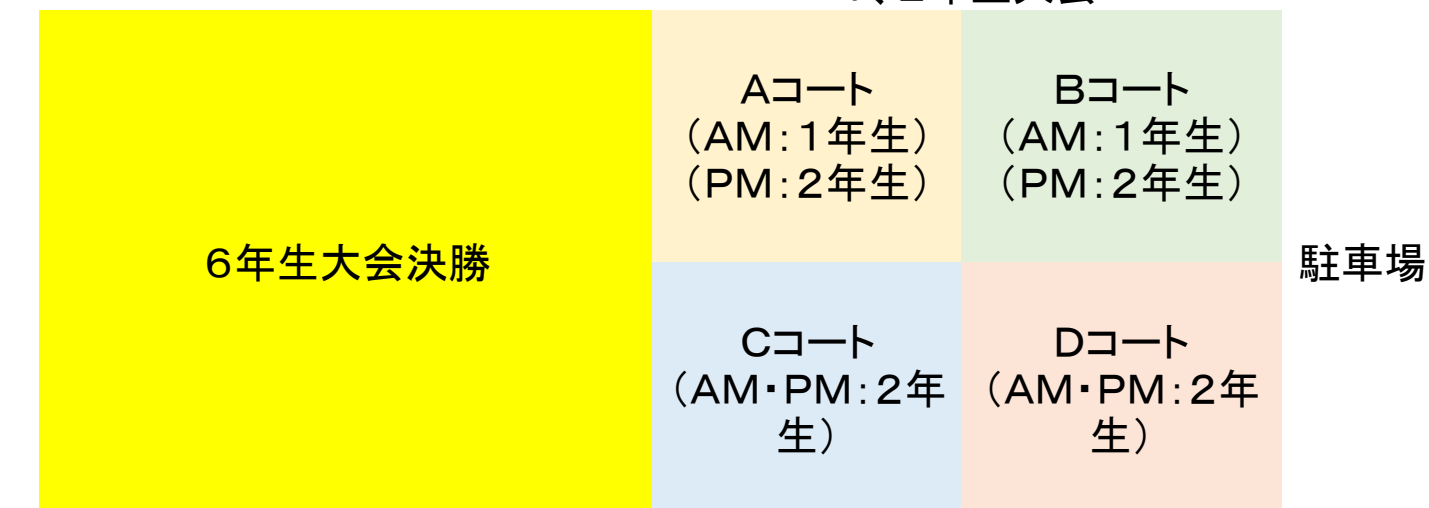 6年生大会決勝
Aコート
(AM:1年生)
(PM:2年生)
Bコート
(AM:1年生)
(PM:2年生)
Cコート
(AM・PM:2年
生)
Dコート
(AM・PM:2年
生)
駐車場